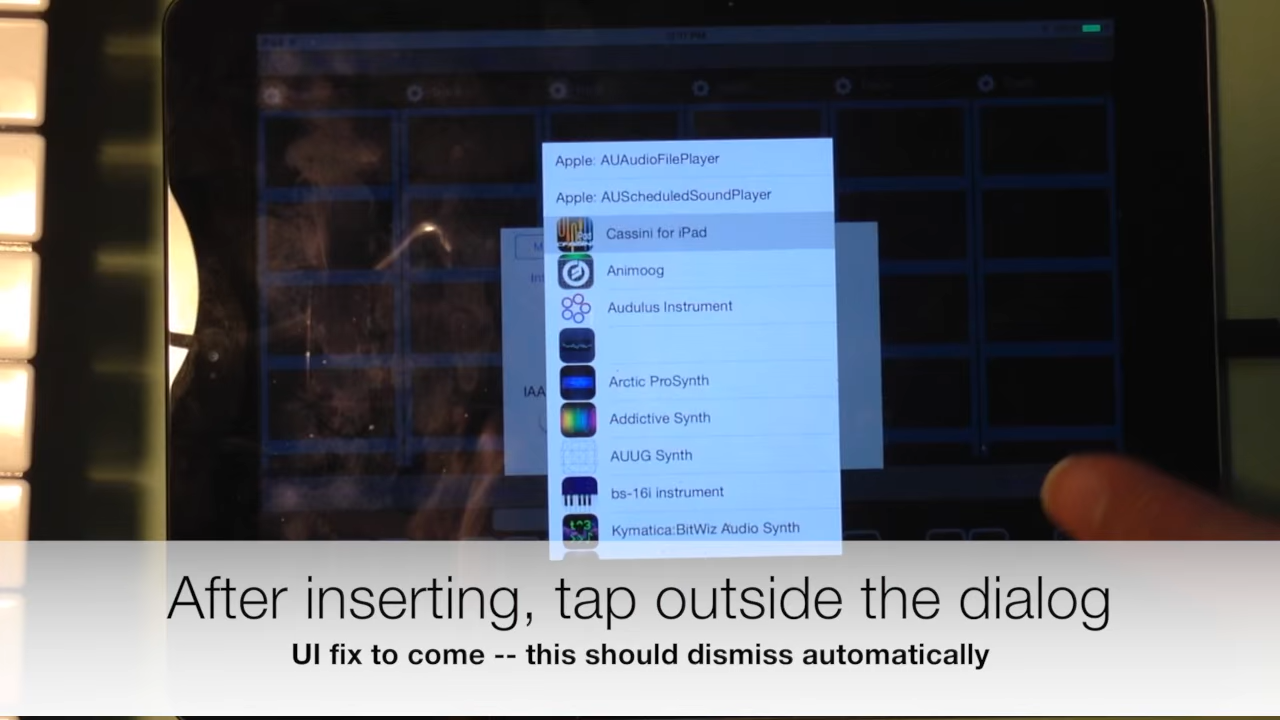 Apple: AUAudioFilePlayer
Apple: AUScheduledSoundPlayer
Cassini for iPad
Animoog
Audulus Instrument
Arctic ProSynth
Addictive Synth
AUUG Synth
bs-16i instrument
Kymatica:BitWiz Audio Synth
IAA
After inserting, tap outside the dialog
UI fix to come -- this should dismiss automatically